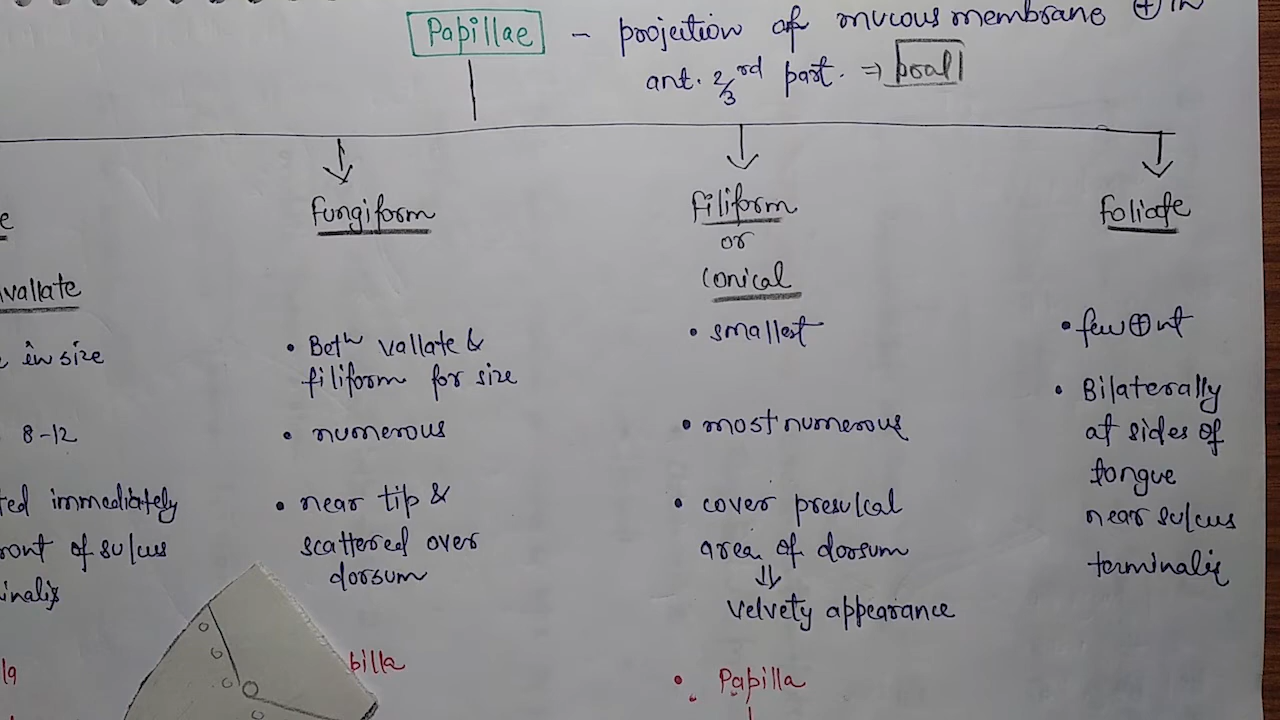 Papillae - projection of mucous membrane ⊕ in
ant. 2/3rd part. ⇒ oral
Fungiform
Filiform
or
Conical
Foliate
vallate
in size
8-12
ted immediately
ront of sulcus
inalis
• Betn vallate &
filiform for size
• numerous
• near tip &
scattered over
dorsum
• smallest
• most numerous
• cover presulcal
area of dorsum
⇓
velvety appearance
• few ⊕nt
• Bilaterally
at sides of
tongue
near sulcus
terminalis
billa
• Papilla